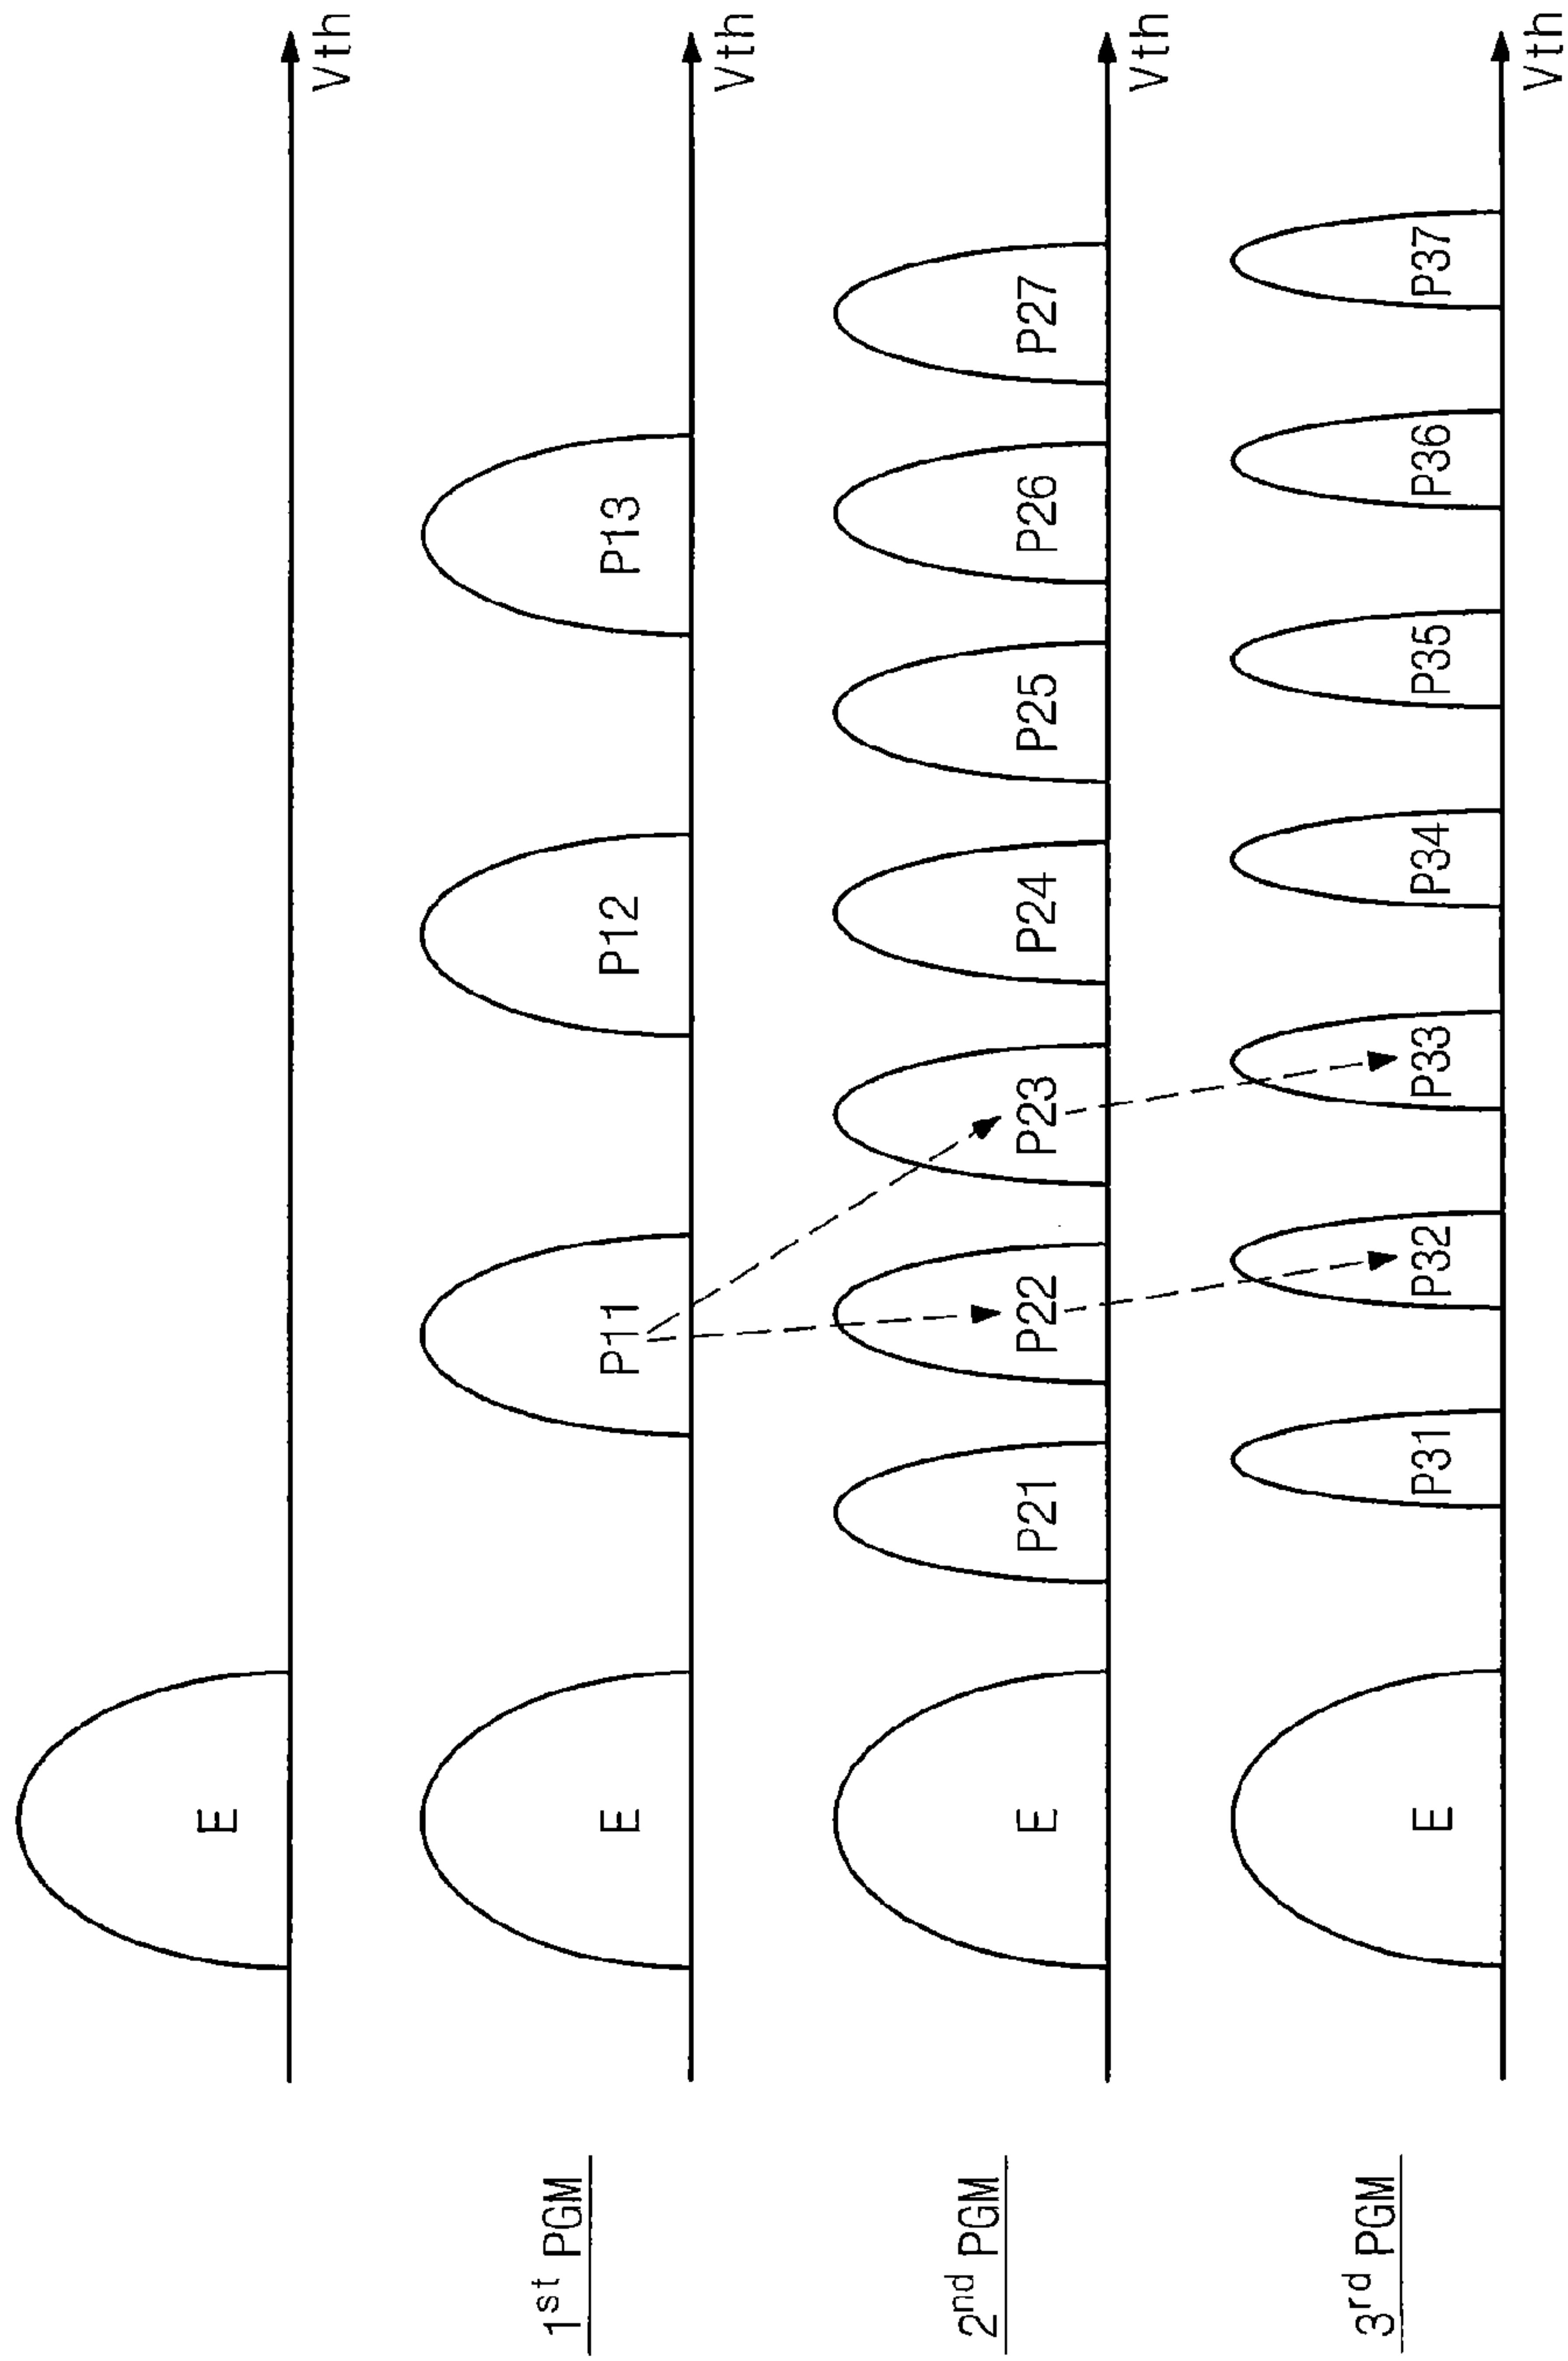 E
Vth
1st PGM
E P11 P12 P13
Vth
2nd PGM
E P21 P22 P23 P24 P25 P26 P27
Vth
3rd PGM
E P31 P32 P33 P34 P35 P36 P37
Vth